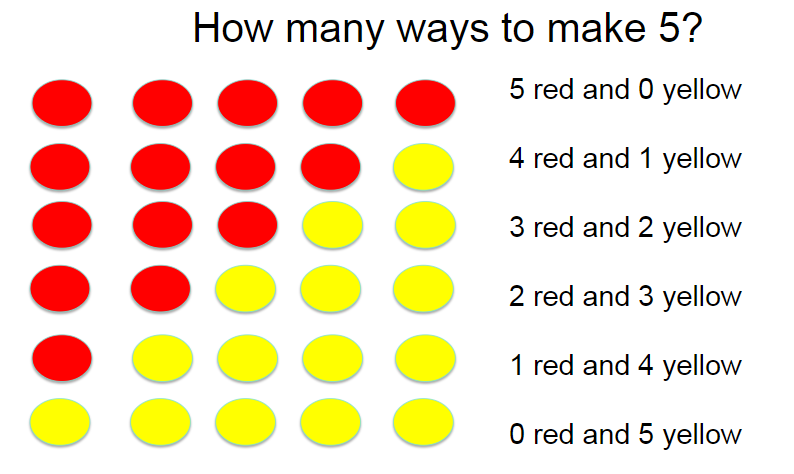 How many ways to make 5?
5 red and 0 yellow
4 red and 1 yellow
3 red and 2 yellow
2 red and 3 yellow
1 red and 4 yellow
0 red and 5 yellow